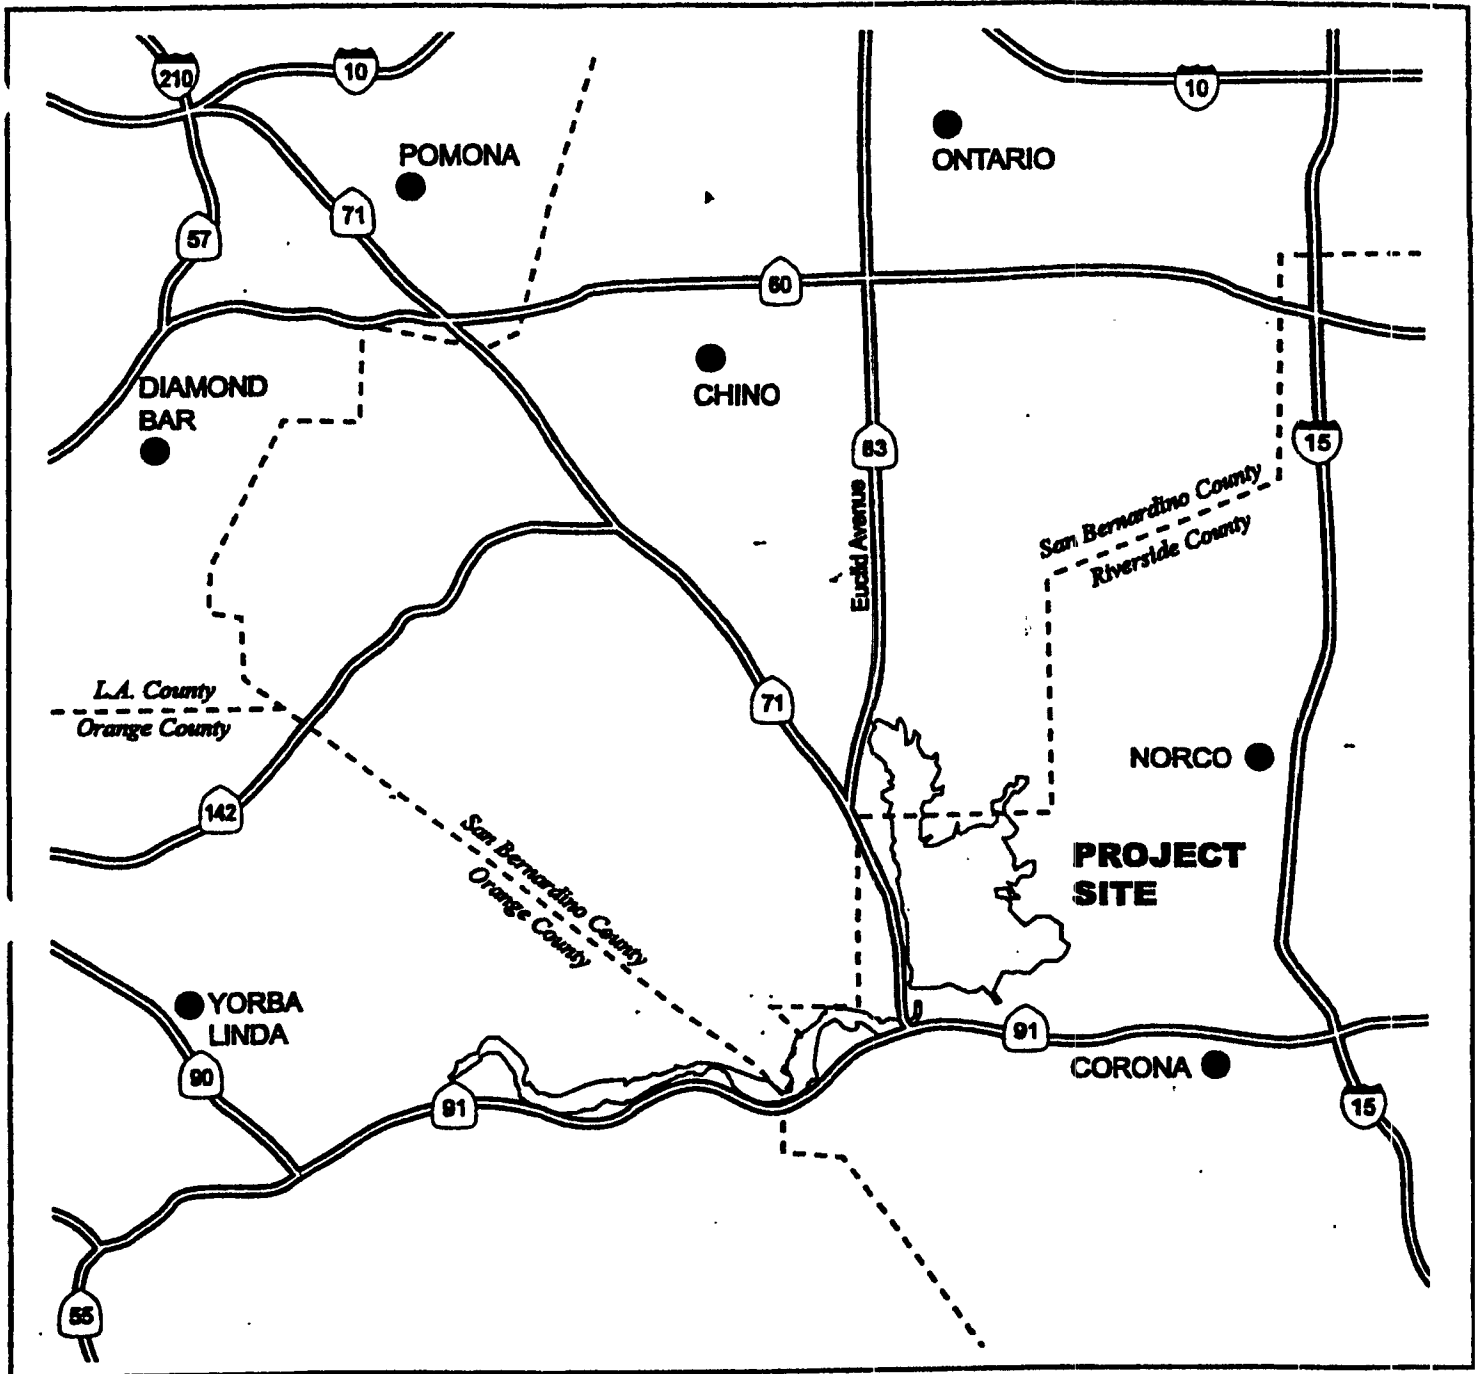 210
10
10
POMONA
ONTARIO
71
57
60
DIAMOND
BAR
CHINO
83
15
Euclid Avenue
San Bernardino County
Riverside County
L.A. County
Orange County
71
NORCO
142
San Bernardino County
Orange County
PROJECT
SITE
YORBA
LINDA
91
CORONA
90
91
15
55